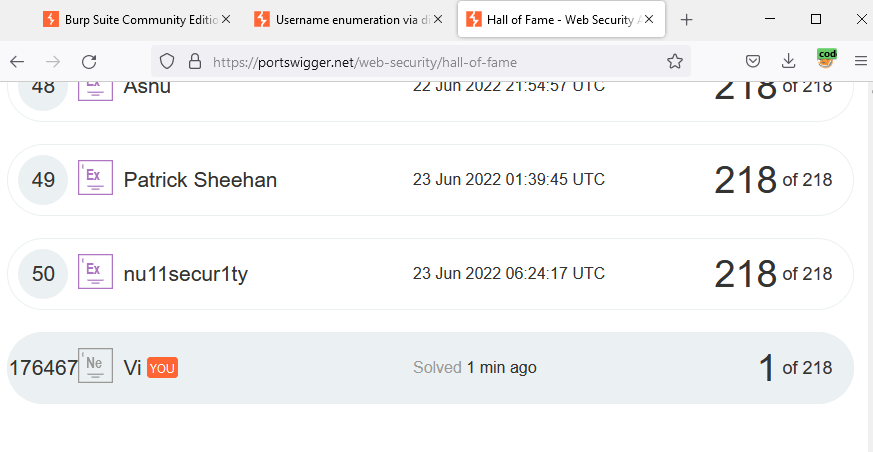 Burp Suite Community Editio
Username enumeration via di
Hall of Fame - Web Security A
https://portswigger.net/web-security/hall-of-fame
code
48 Ex Ashu 22 Jun 2022 21:54:57 UTC 218 of 218
49 Ex Patrick Sheehan 23 Jun 2022 01:39:45 UTC 218 of 218
50 Ex nu11secur1ty 23 Jun 2022 06:24:17 UTC 218 of 218
176467 Ne Vi YOU Solved 1 min ago 1 of 218